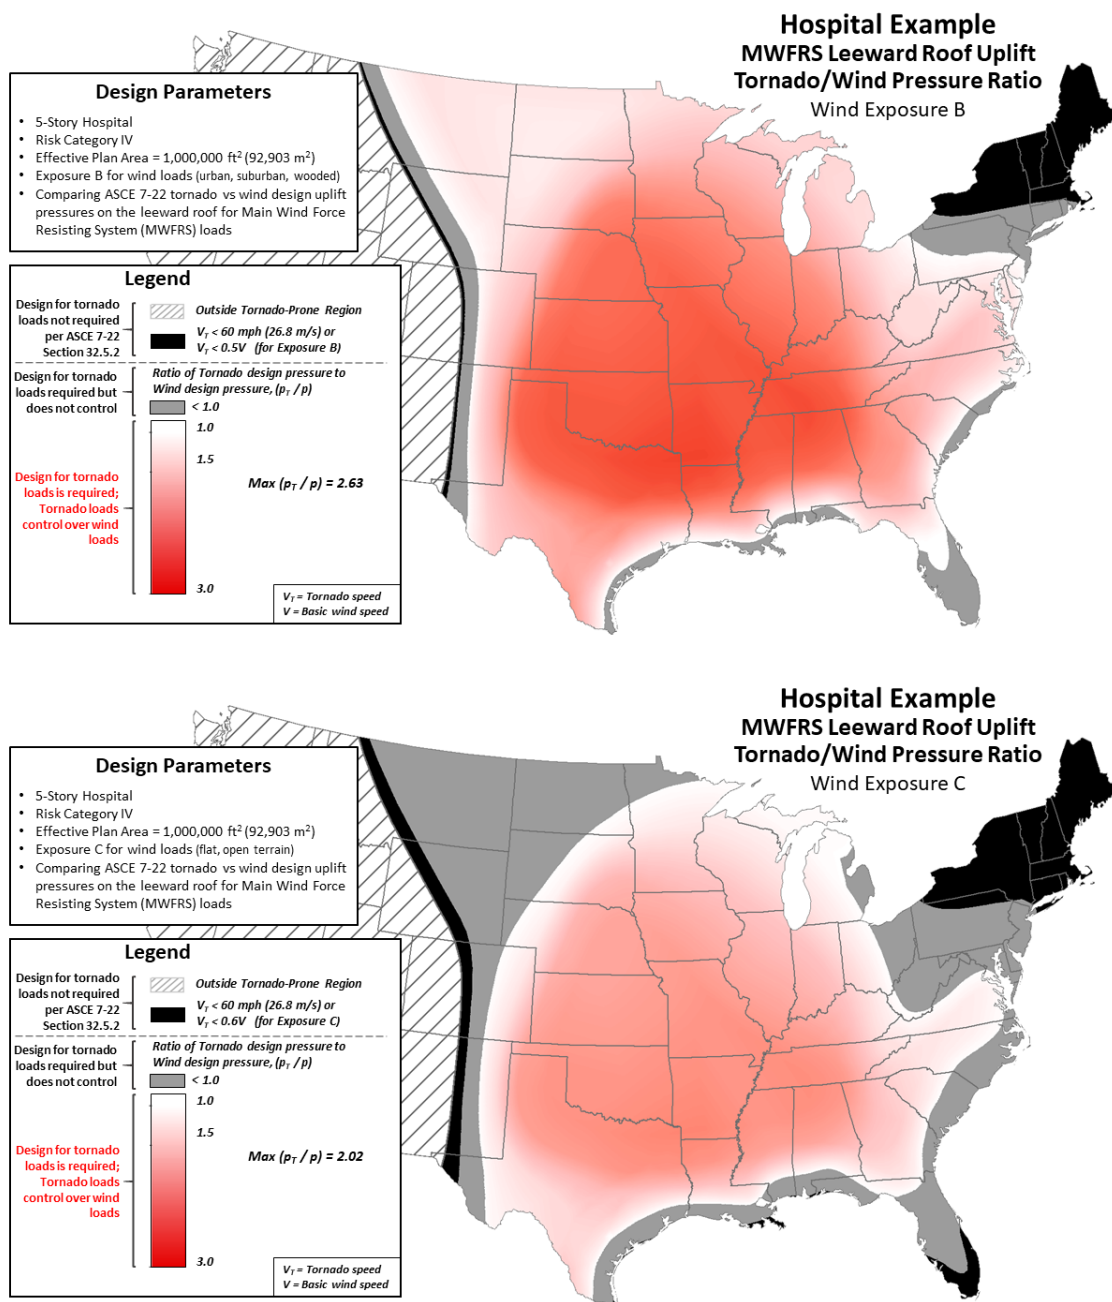 Hospital Example
MWFRS Leeward Roof Uplift
Tornado/Wind Pressure Ratio
Wind Exposure B
Design Parameters
• 5-Story Hospital
• Risk Category IV
• Effective Plan Area = 1,000,000 ft² (92,903 m²)
• Exposure B for wind loads (urban, suburban, wooded)
• Comparing ASCE 7-22 tornado vs wind design uplift
pressures on the leeward roof for Main Wind Force
Resisting System (MWFRS) loads
Legend
Design for tornado
loads not required
per ASCE 7-22
Section 32.5.2
Outside Tornado-Prone Region
V_T < 60 mph (26.8 m/s) or
V_T < 0.5V (for Exposure B)
Design for tornado
loads required but
does not control
Ratio of Tornado design pressure to
Wind design pressure, (p_T / p)
< 1.0
1.0
1.5
Design for tornado
loads is required;
Tornado loads
control over wind
loads
Max (p_T / p) = 2.63
3.0
V_T = Tornado speed
V = Basic wind speed
Hospital Example
MWFRS Leeward Roof Uplift
Tornado/Wind Pressure Ratio
Wind Exposure C
Design Parameters
• 5-Story Hospital
• Risk Category IV
• Effective Plan Area = 1,000,000 ft² (92,903 m²)
• Exposure C for wind loads (flat, open terrain)
• Comparing ASCE 7-22 tornado vs wind design uplift
pressures on the leeward roof for Main Wind Force
Resisting System (MWFRS) loads
Legend
Design for tornado
loads not required
per ASCE 7-22
Section 32.5.2
Outside Tornado-Prone Region
V_T < 60 mph (26.8 m/s) or
V_T < 0.6V (for Exposure C)
Design for tornado
loads required but
does not control
Ratio of Tornado design pressure to
Wind design pressure, (p_T / p)
< 1.0
1.0
1.5
Design for tornado
loads is required;
Tornado loads
control over wind
loads
Max (p_T / p) = 2.02
3.0
V_T = Tornado speed
V = Basic wind speed